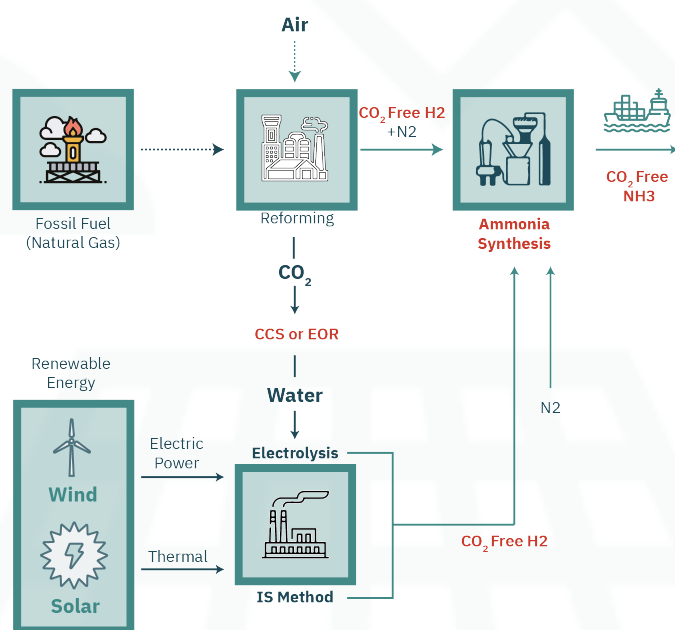 Air
CO2 Free H2
+N2
CO2 Free
NH3
Fossil Fuel
(Natural Gas)
Reforming
Ammonia
Synthesis
CO2
CCS or EOR
Renewable
Energy
Water
N2
Electric
Power
Electrolysis
Wind
CO2 Free H2
Thermal
Solar
IS Method